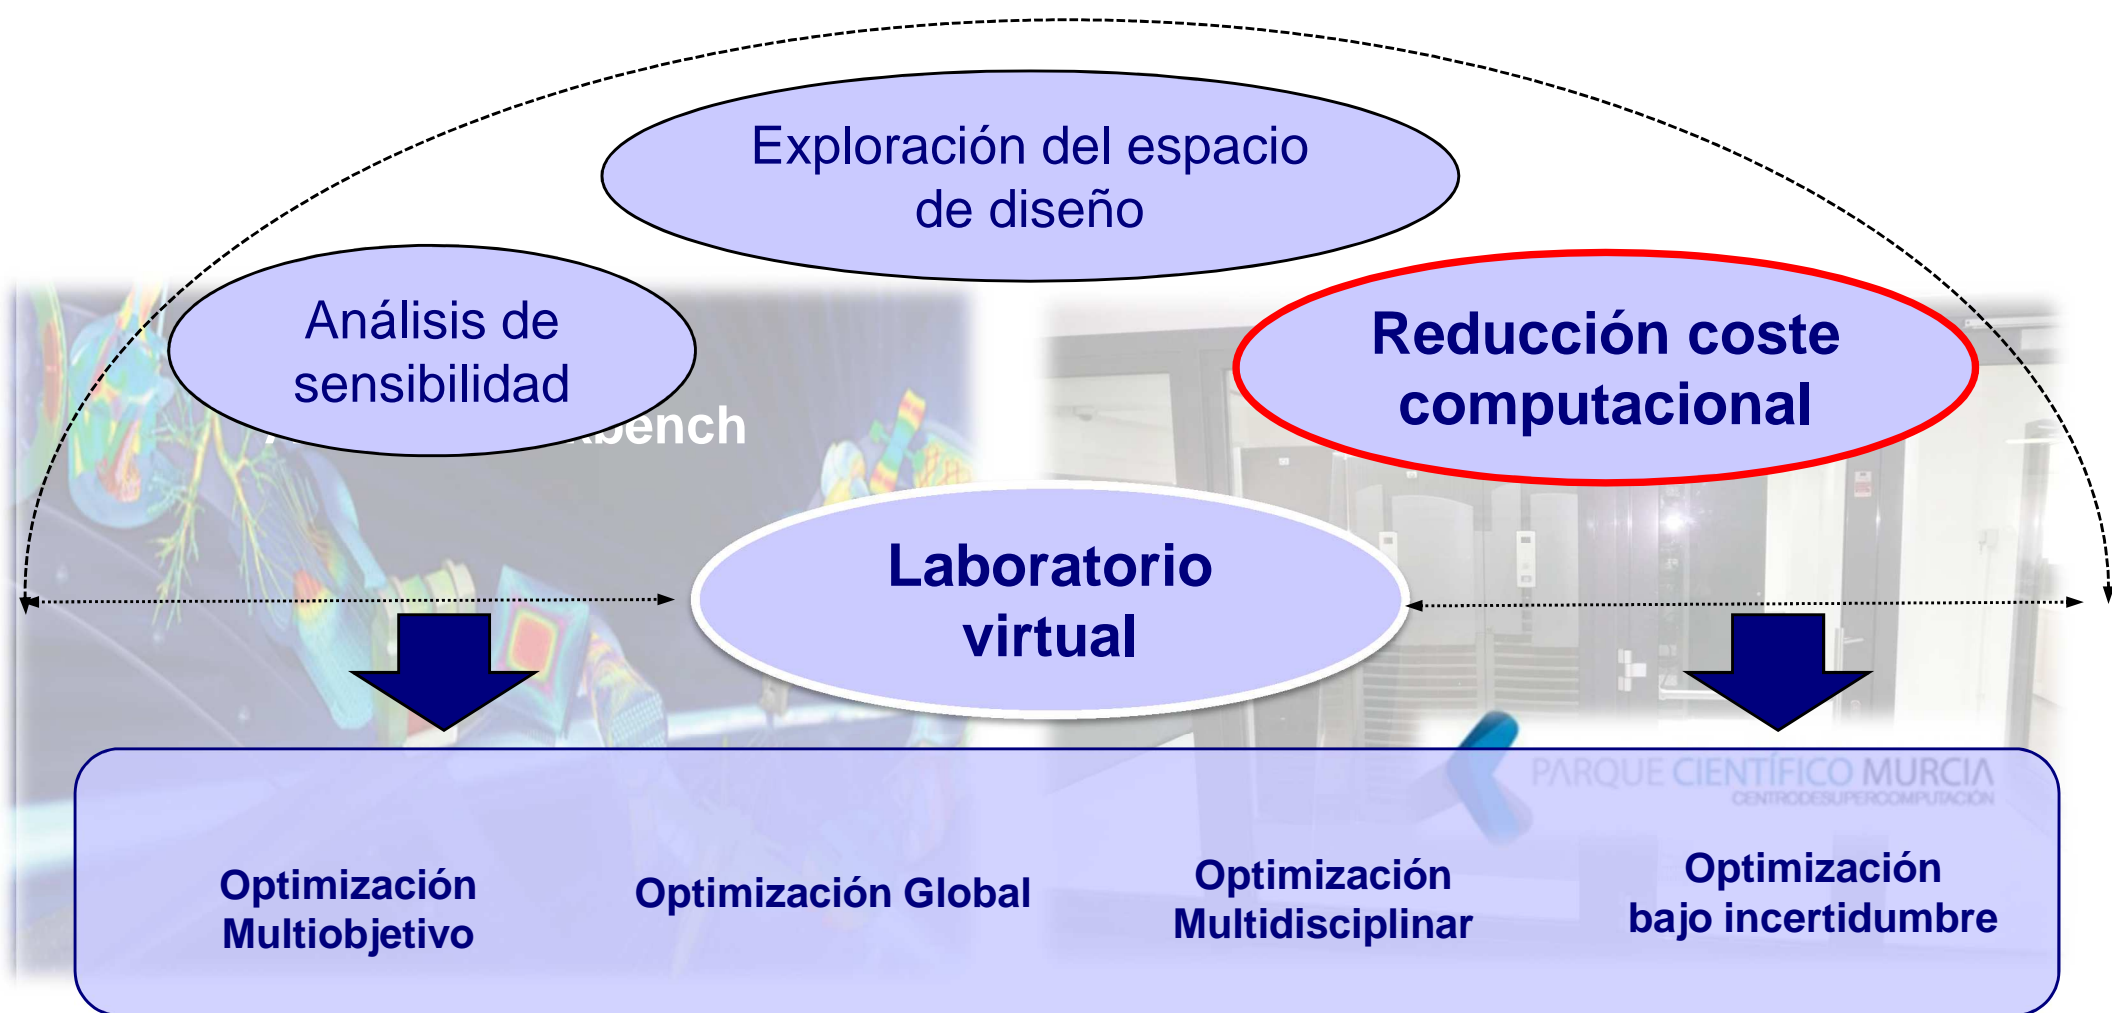 Exploración del espacio
de diseño
Análisis de
sensibilidad
Reducción coste
computacional
Laboratorio
virtual
PARQUE CIENTÍFICO MURCIA
CENTRODESUPERCOMPUTACIÓN
Optimización
Multiobjetivo
Optimización Global
Optimización
Multidisciplinar
Optimización
bajo incertidumbre